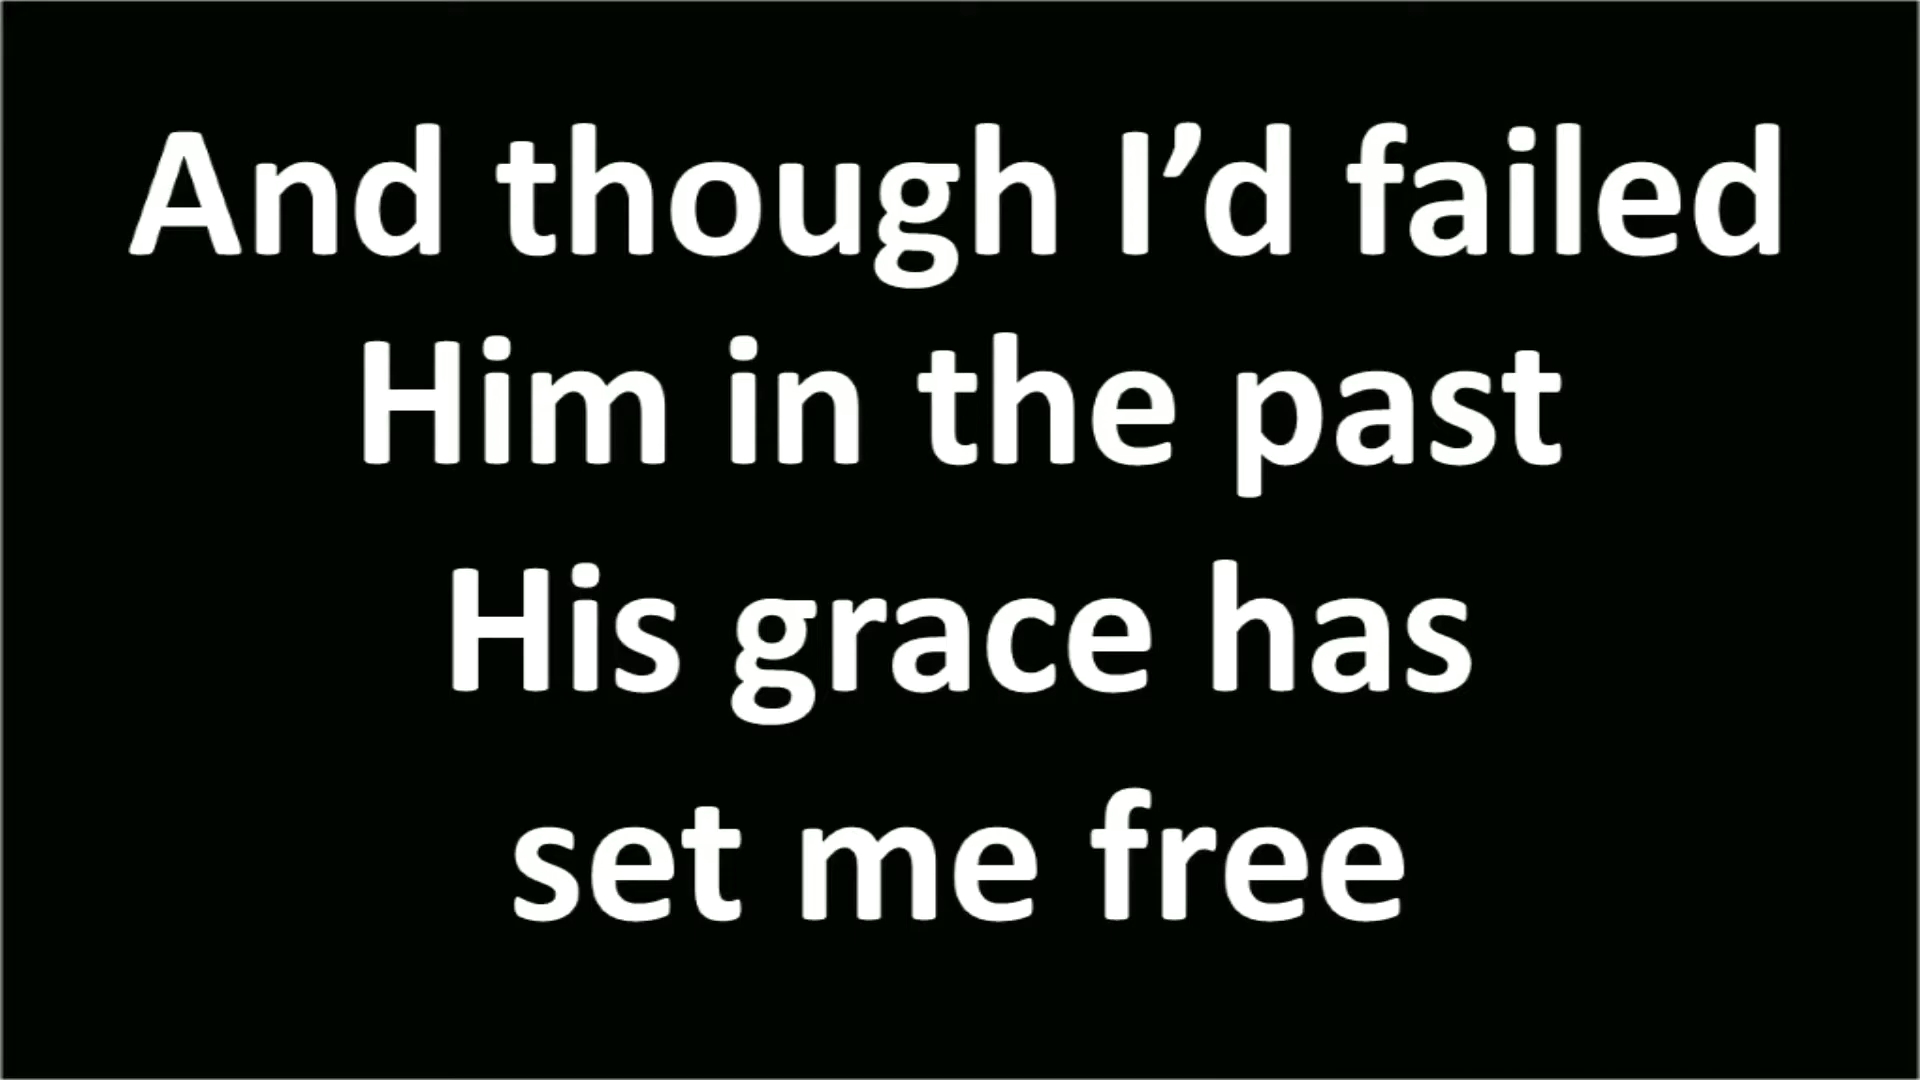 And though I’d failed
Him in the past
His grace has
set me free